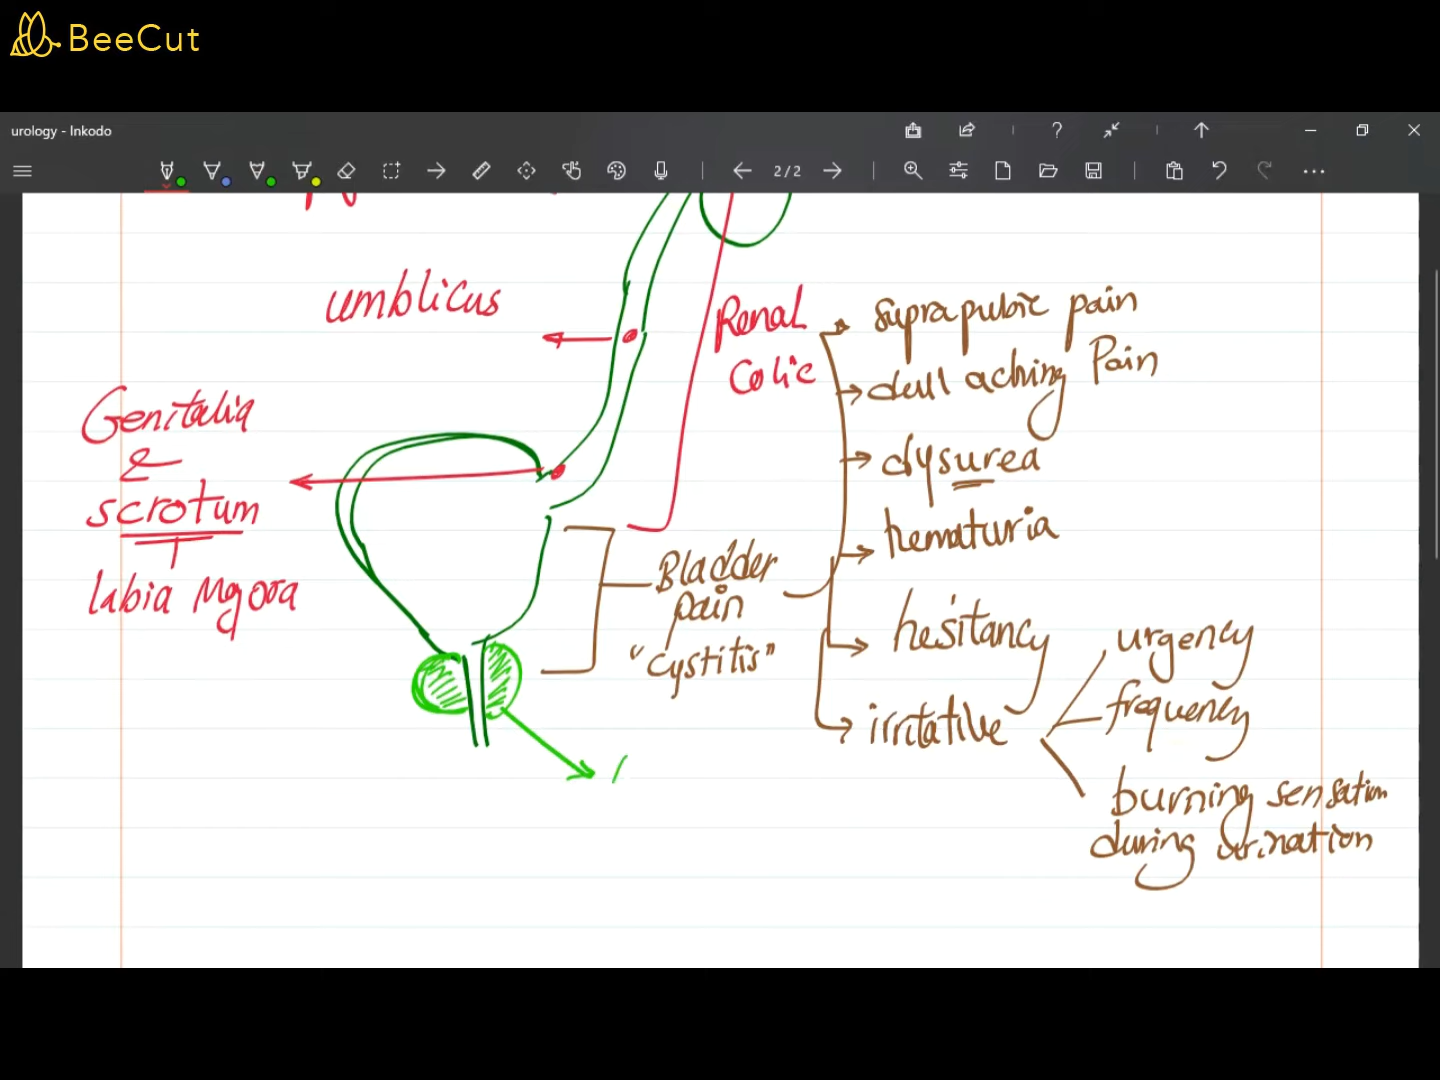 BeeCut
urology - Inkodo
2/2
umblicus
Renal
Colic
Genitalia
&
scrotum
labia Majora
Bladder
pain
"cystitis"
suprapubic pain
dull aching Pain
dysurea
hematuria
hesitancy
irritative
urgency
frequency
burning sensation
during urination